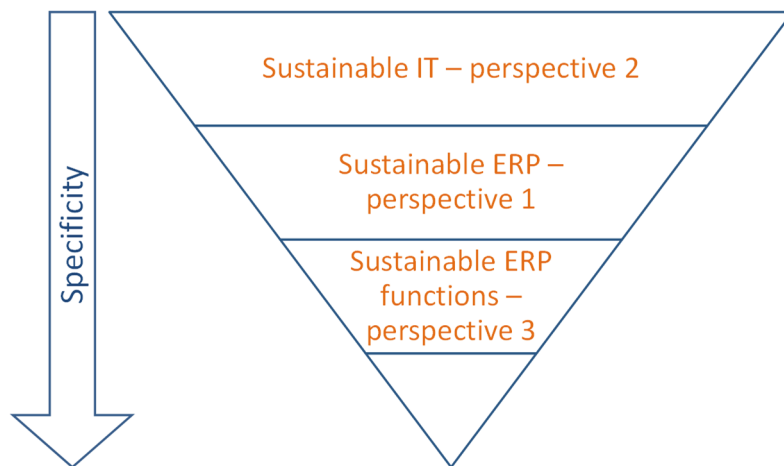 Specificity
Sustainable IT – perspective 2
Sustainable ERP –
perspective 1
Sustainable ERP
functions –
perspective 3